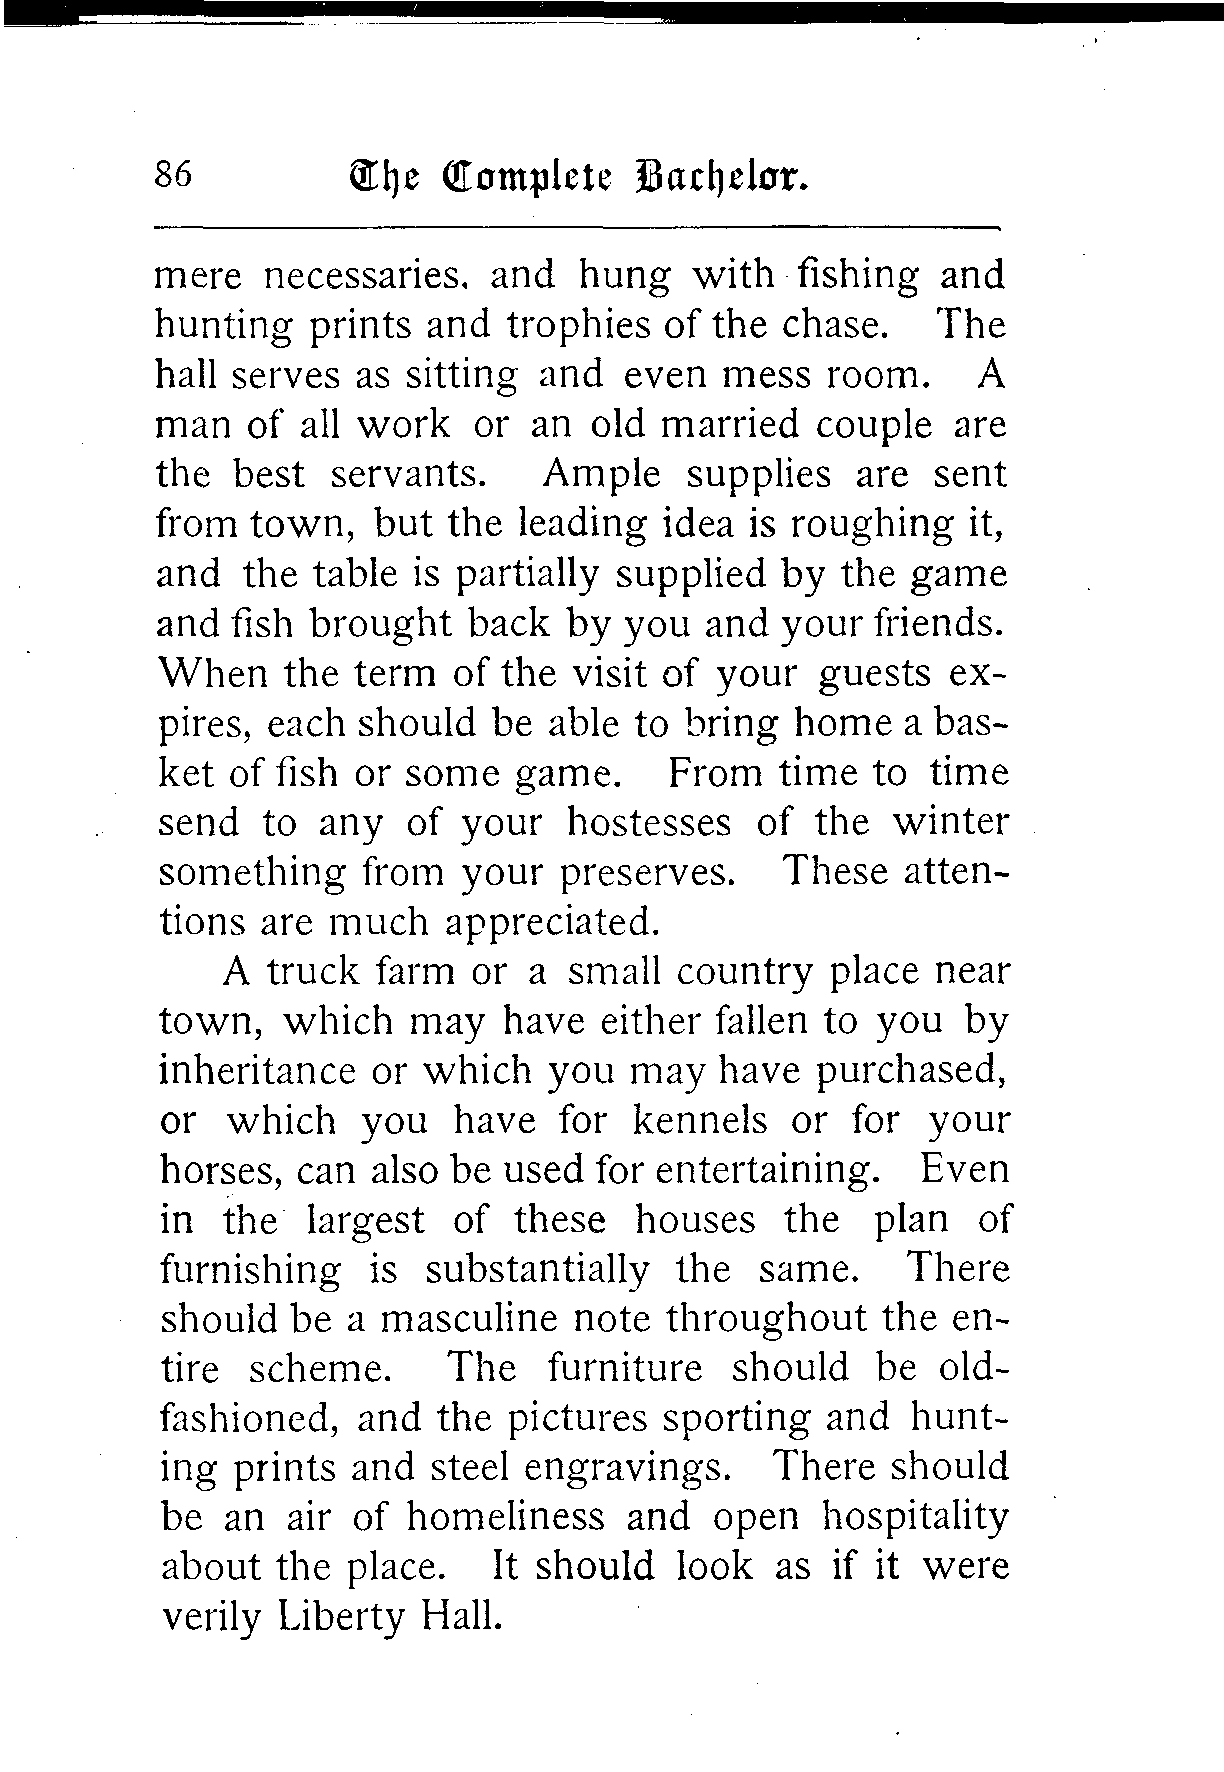 86 The Complete Bachelor.
mere necessaries, and hung with fishing and
hunting prints and trophies of the chase. The
hall serves as sitting and even mess room. A
man of all work or an old married couple are
the best servants. Ample supplies are sent
from town, but the leading idea is roughing it,
and the table is partially supplied by the game
and fish brought back by you and your friends.
When the term of the visit of your guests ex-
pires, each should be able to bring home a bas-
ket of fish or some game. From time to time
send to any of your hostesses of the winter
something from your preserves. These atten-
tions are much appreciated.
A truck farm or a small country place near
town, which may have either fallen to you by
inheritance or which you may have purchased,
or which you have for kennels or for your
horses, can also be used for entertaining. Even
in the largest of these houses the plan of
furnishing is substantially the same. There
should be a masculine note throughout the en-
tire scheme. The furniture should be old-
fashioned, and the pictures sporting and hunt-
ing prints and steel engravings. There should
be an air of homeliness and open hospitality
about the place. It should look as if it were
verily Liberty Hall.